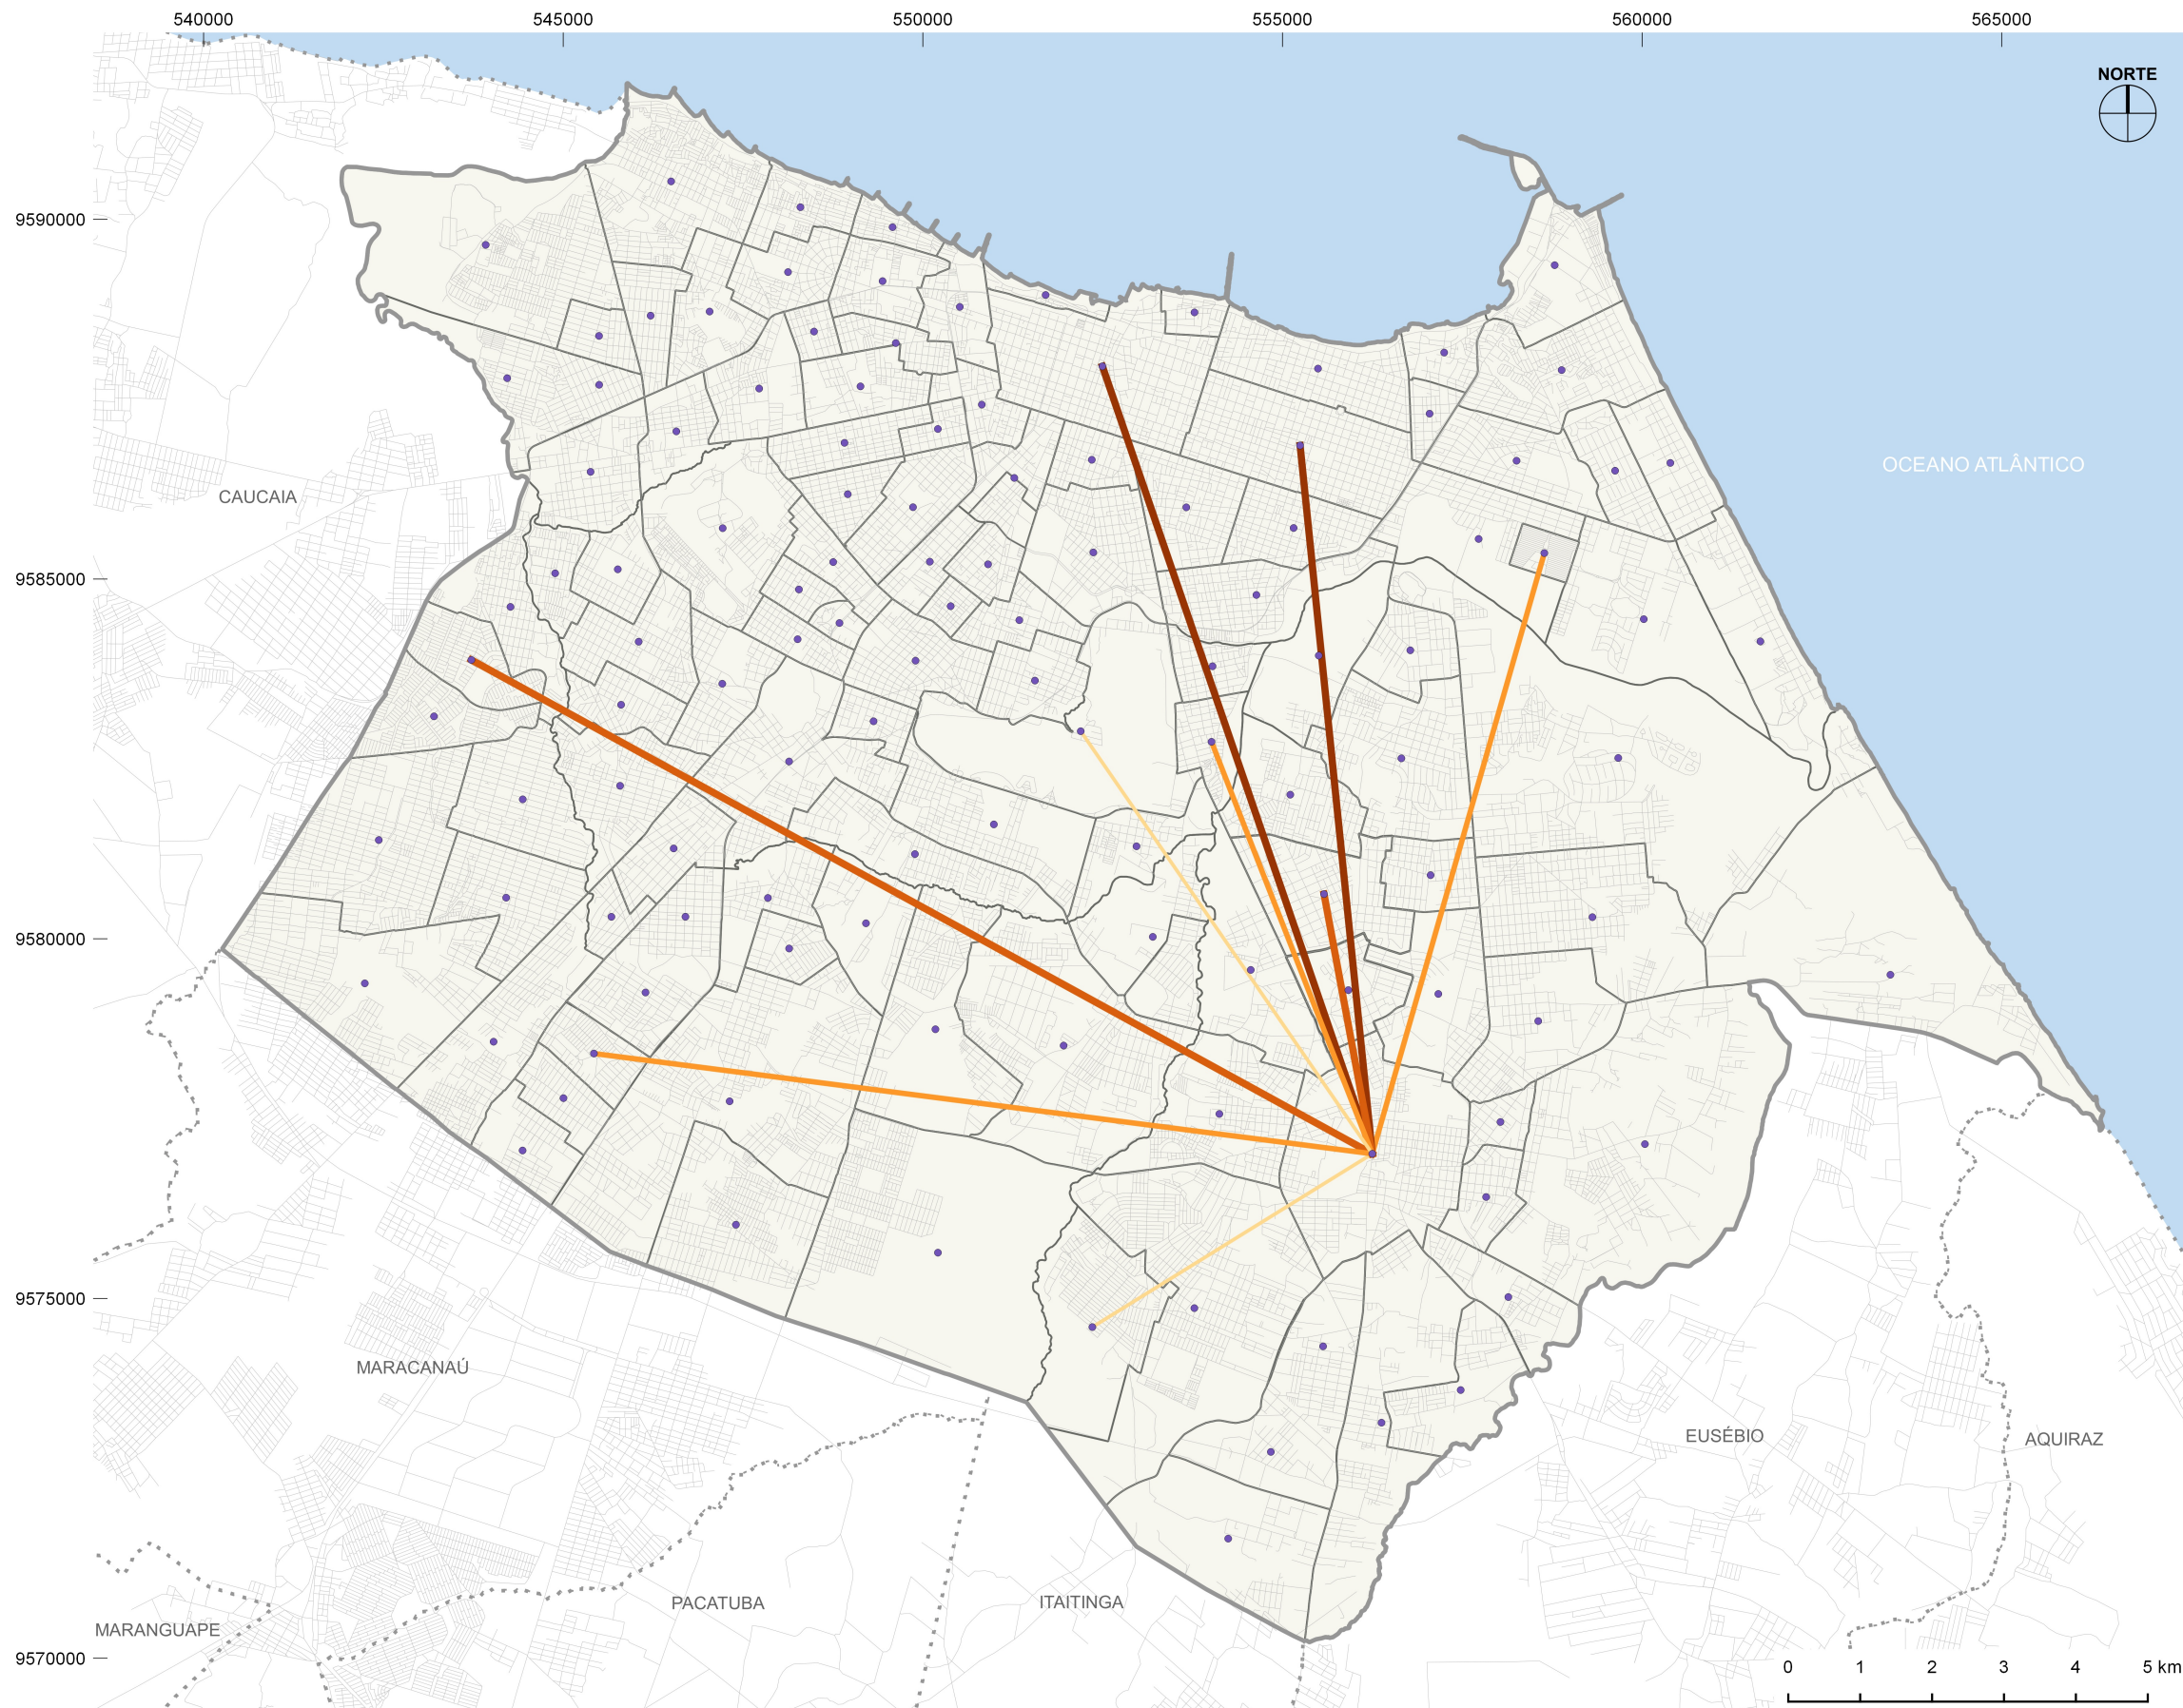 540000 545000 550000 555000 560000 565000
NORTE
9590000
OCEANO ATLÂNTICO
CAUCAIA
9585000
9580000
9575000
MARACANAÚ
EUSÉBIO
AQUIRAZ
PACATUBA
ITAITINGA
MARANGUAPE
9570000
0 1 2 3 4 5 km